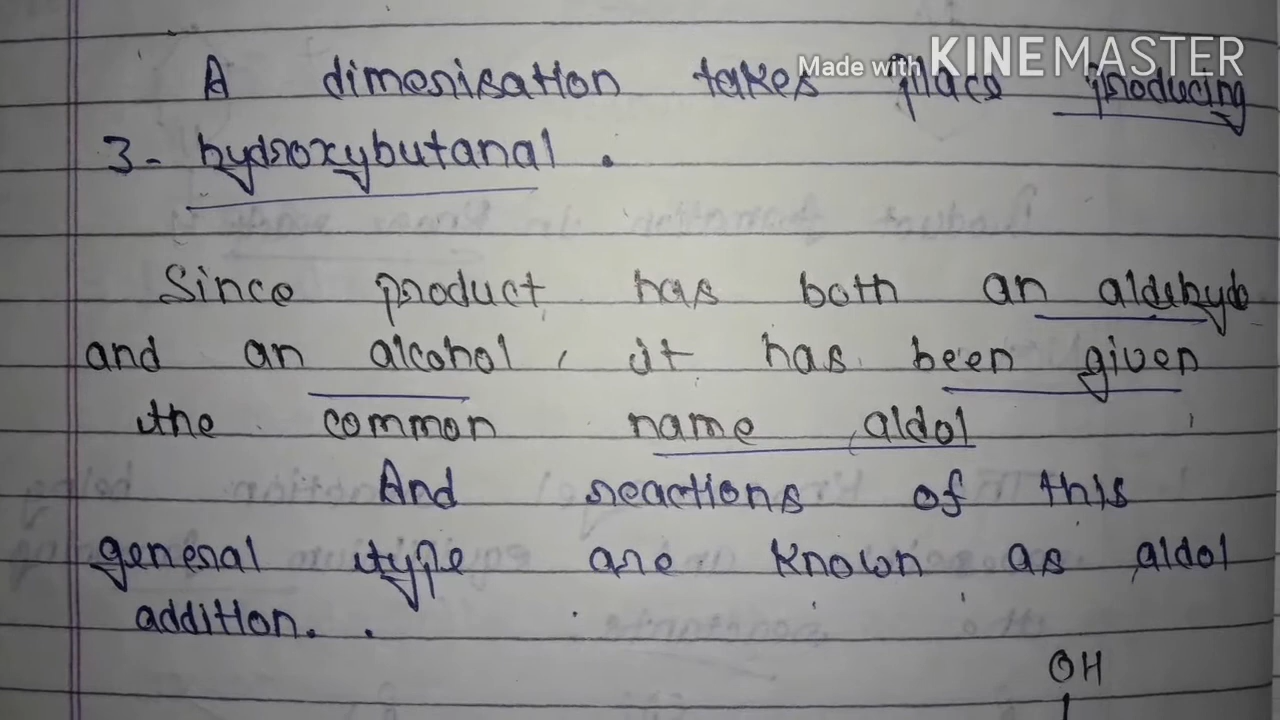 Made with KINEMASTER
A dimerisation takes place producing
3- hydroxybutanal .
Since product has both an aldehyde
and an alcohol , it has been given
the common name aldol
And reactions of this
general type are known as aldol
addition. .
OH